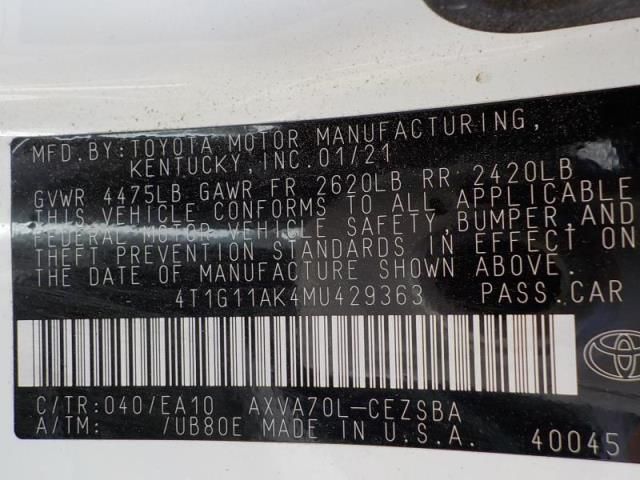 MFD.BY: TOYOTA MOTOR MANUFACTURING,
KENTUCKY, INC. 01/21
GVWR 4475LB GAWR FR 2620LB RR 2420LB
THIS VEHICLE CONFORMS TO ALL APPLICABLE
FEDERAL MOTOR VEHICLE SAFETY, BUMPER, AND
THEFT PREVENTION STANDARDS IN EFFECT ON
THE DATE OF MANUFACTURE SHOWN ABOVE.
4T1G11AK4MU429363 PASS.CAR
C/TR: 040/EA10 AXVA70L-CEZSBA
A/TM: /UB80E MADE IN U.S.A. 40045